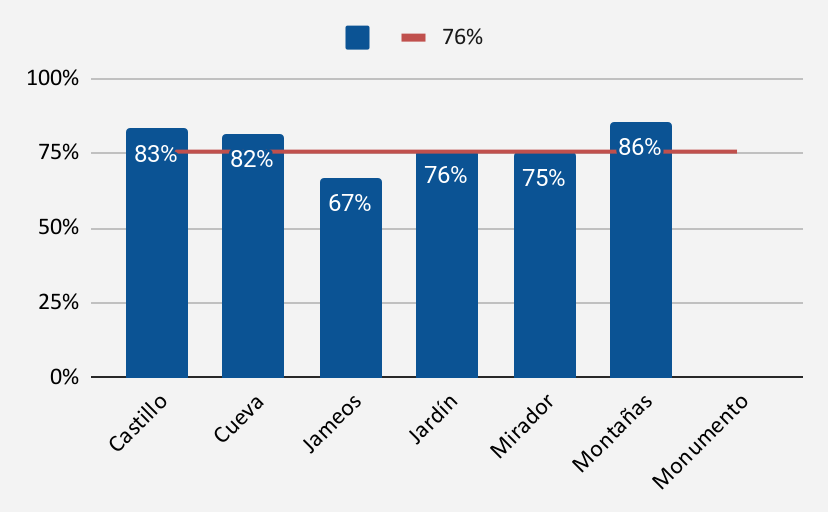 76%
100%
75%
50%
25%
0%
83%
82%
67%
76%
75%
86%
Castillo
Cueva
Jameos
Jardín
Mirador
Montañas
Monumento